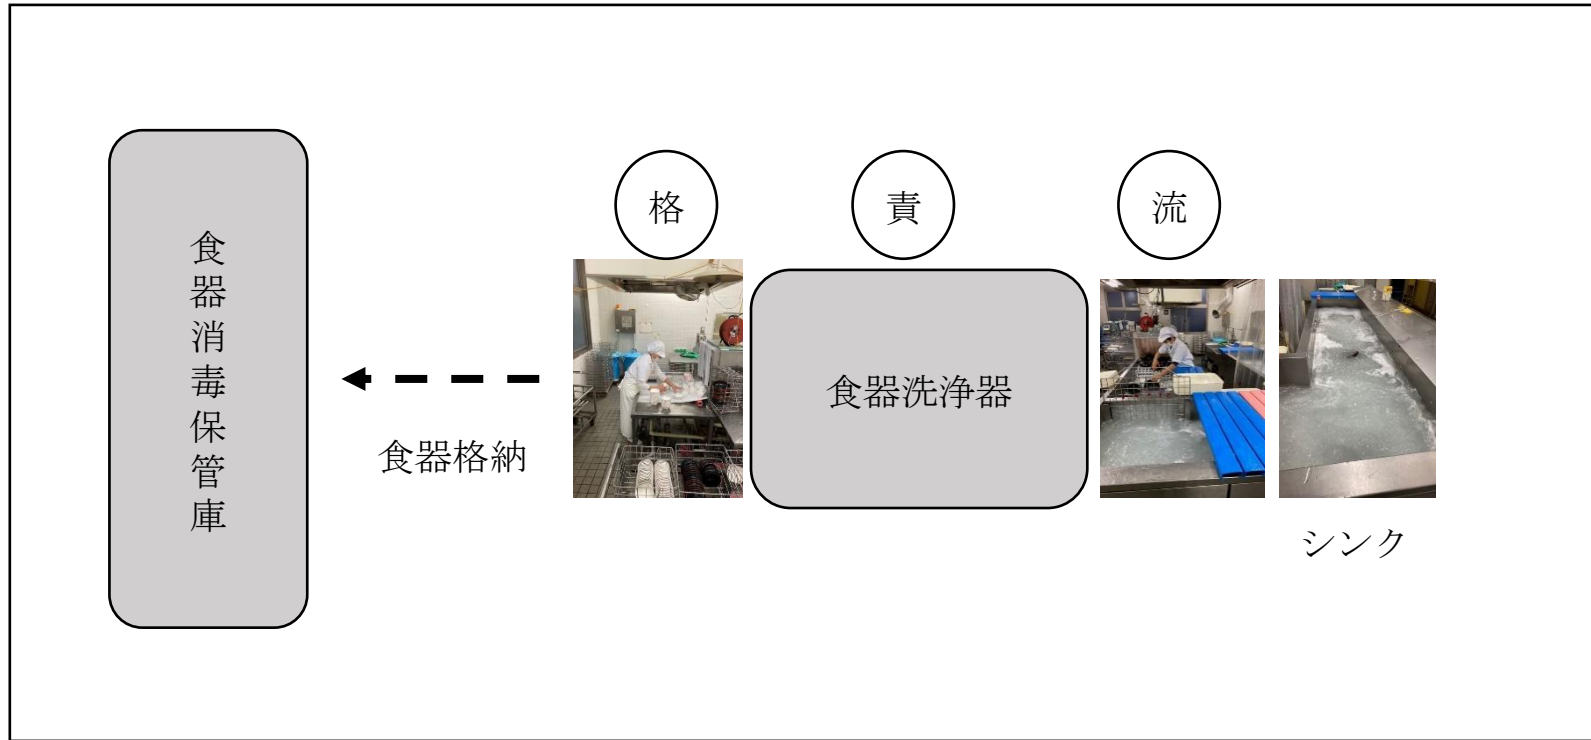 格
責
流
食器消毒保管庫
食器洗浄器
食器格納
シンク